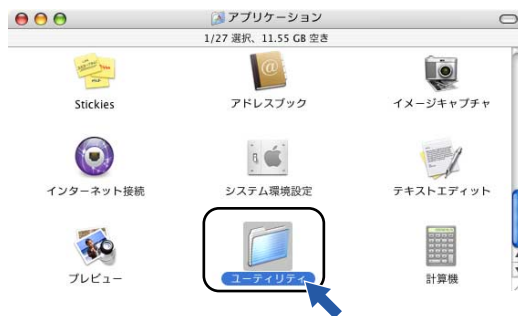 アプリケーション
1/27 選択、11.55 GB 空き
Stickies
アドレスブック
イメージキャプチャ
インターネット接続
システム環境設定
テキストエディット
プレビュー
ユーティリティ
計算機